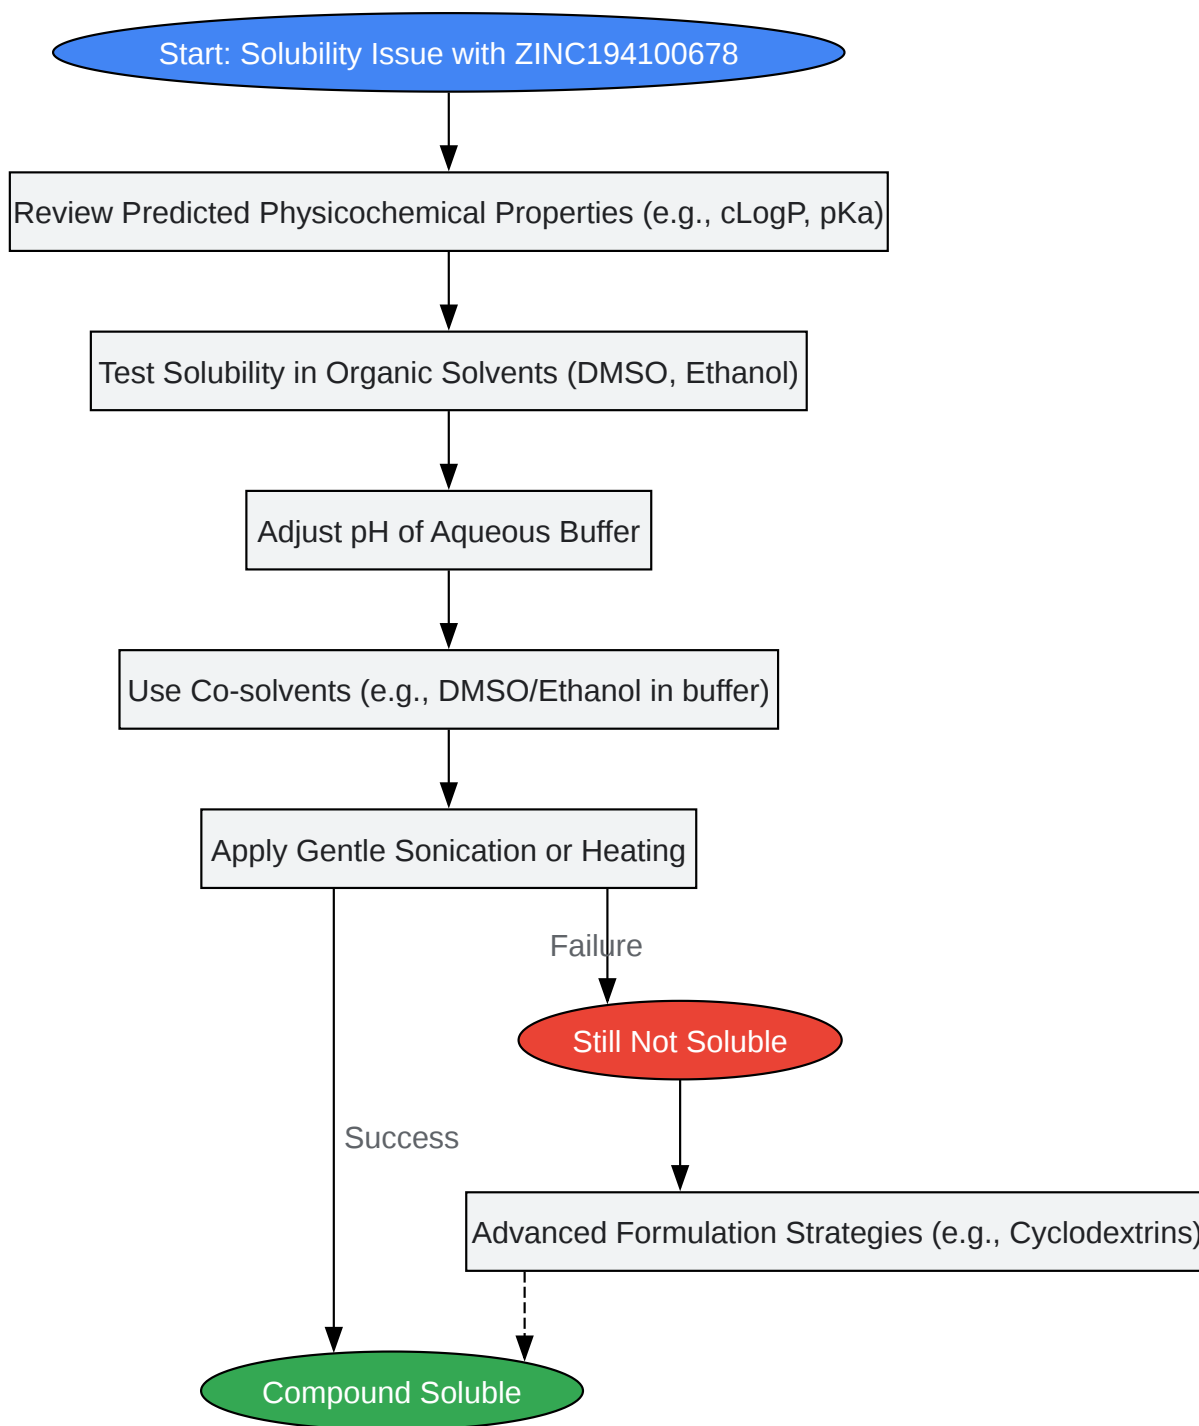 Start: Solubility Issue with ZINC194100678
Review Predicted Physicochemical Properties (e.g., cLogP, pKa)
Test Solubility in Organic Solvents (DMSO, Ethanol)
Adjust pH of Aqueous Buffer
Use Co-solvents (e.g., DMSO/Ethanol in buffer)
Apply Gentle Sonication or Heating
Failure
Still Not Soluble
Success
Advanced Formulation Strategies (e.g., Cyclodextrins)
Compound Soluble